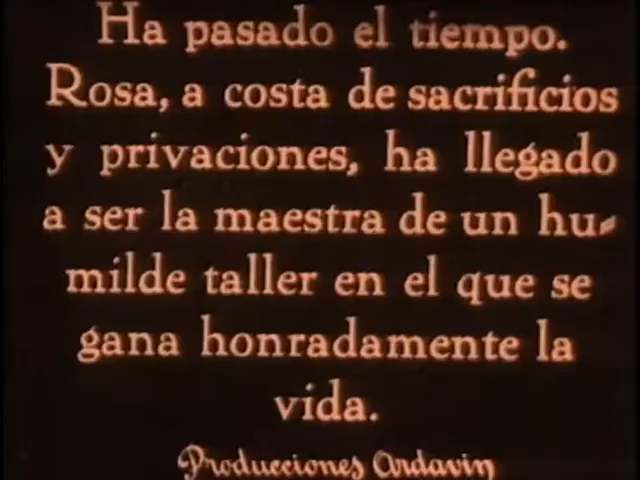 Ha pasado el tiempo.
Rosa, a costa de sacrificios
y privaciones, ha llegado
a ser la maestra de un hu-
milde taller en el que se
gana honradamente la
vida.
Producciones Ardavin